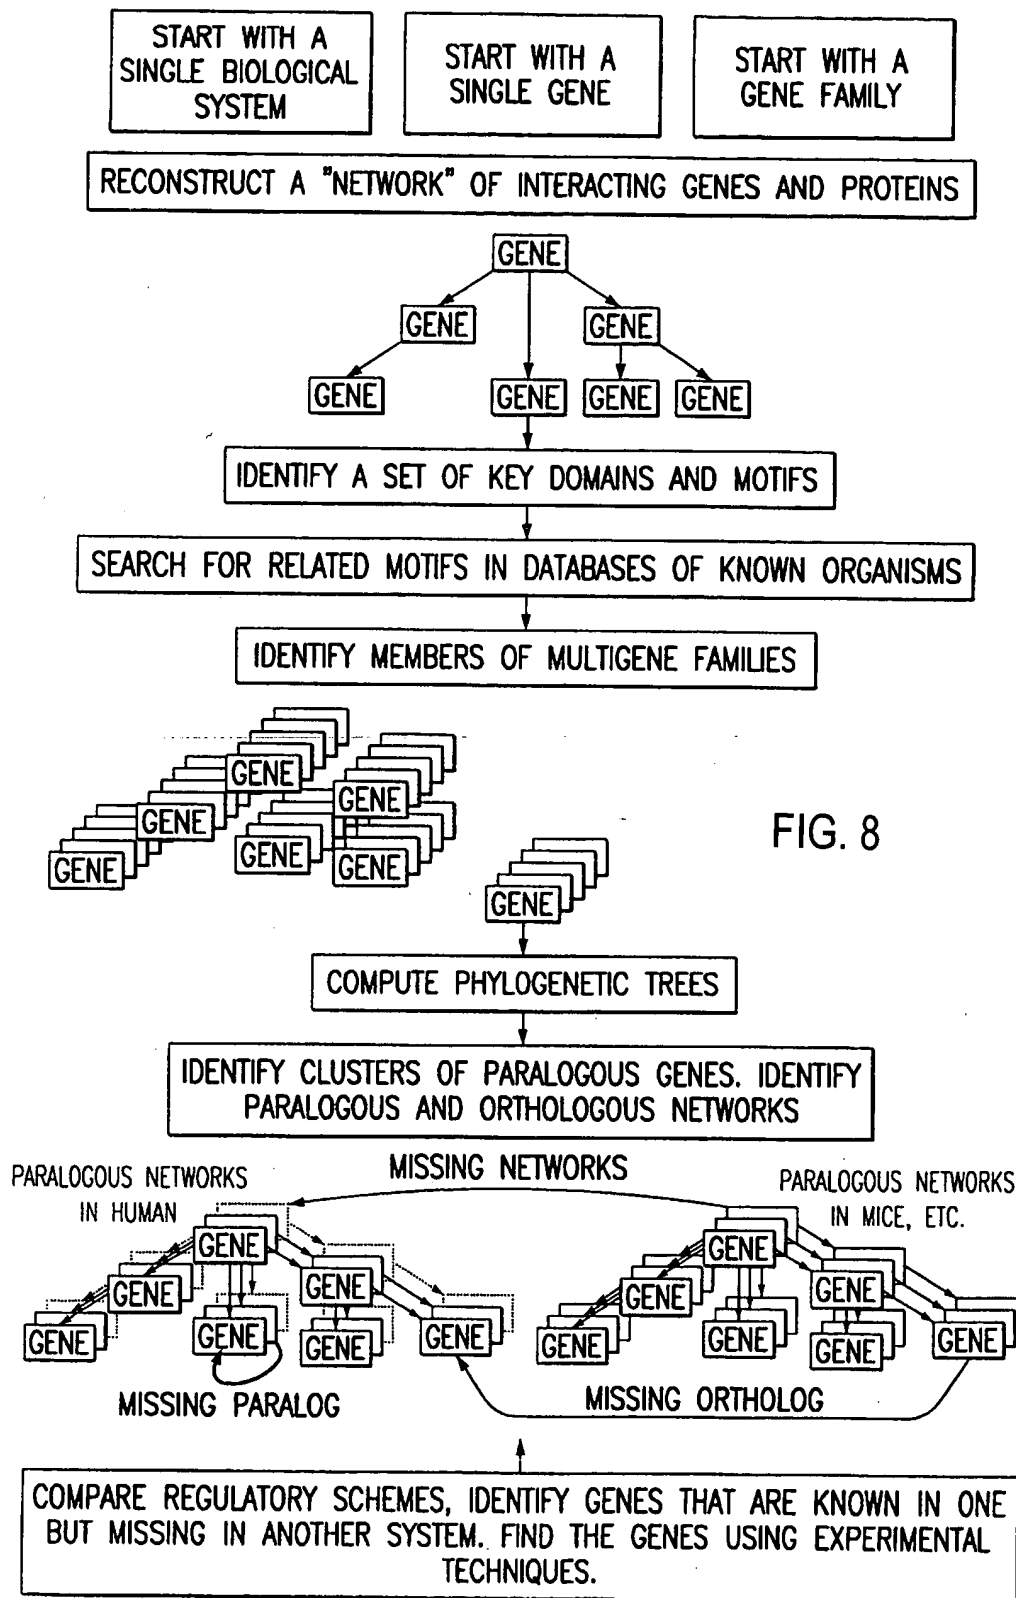 START WITH A
SINGLE BIOLOGICAL
SYSTEM
START WITH A
SINGLE GENE
START WITH A
GENE FAMILY
RECONSTRUCT A "NETWORK" OF INTERACTING GENES AND PROTEINS
GENE
GENE GENE
GENE GENE GENE GENE
IDENTIFY A SET OF KEY DOMAINS AND MOTIFS
SEARCH FOR RELATED MOTIFS IN DATABASES OF KNOWN ORGANISMS
IDENTIFY MEMBERS OF MULTIGENE FAMILIES
GENE
GENE
GENE
GENE
GENE
GENE
FIG. 8
GENE
COMPUTE PHYLOGENETIC TREES
IDENTIFY CLUSTERS OF PARALOGOUS GENES. IDENTIFY
PARALOGOUS AND ORTHOLOGOUS NETWORKS
MISSING NETWORKS
PARALOGOUS NETWORKS
IN HUMAN
PARALOGOUS NETWORKS
IN MICE, ETC.
GENE
GENE GENE
GENE GENE GENE GENE
GENE
GENE GENE
GENE GENE GENE GENE
MISSING PARALOG
MISSING ORTHOLOG
COMPARE REGULATORY SCHEMES, IDENTIFY GENES THAT ARE KNOWN IN ONE
BUT MISSING IN ANOTHER SYSTEM. FIND THE GENES USING EXPERIMENTAL
TECHNIQUES.